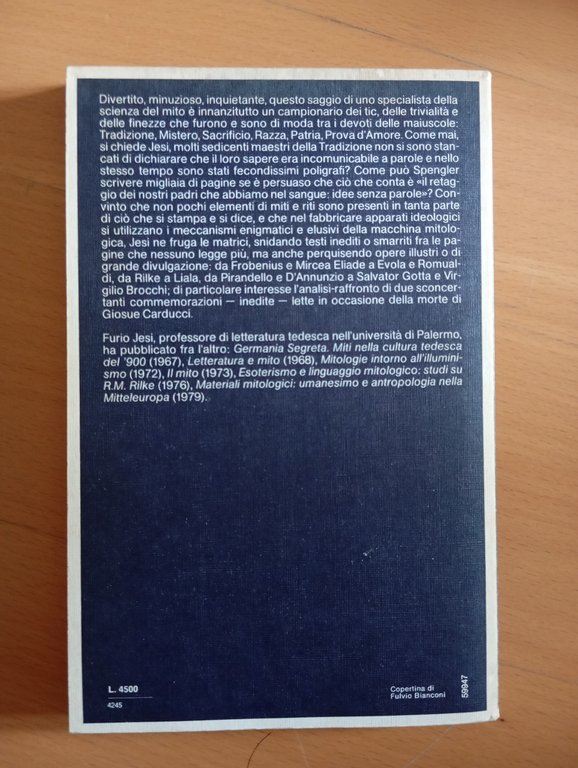 Divertito, minuzioso, inquietante, questo saggio di uno specialista della
scienza del mito è innanzitutto un campionario dei tic, delle trivialità e
delle finezze che furono e sono di moda tra i devoti delle maiuscole:
Tradizione, Mistero, Sacrificio, Razza, Patria, Prova d'Amore. Come mai,
si chiede Jesi, molti sedicenti maestri della Tradizione non si sono stan-
cati di dichiarare che il loro sapere era incomunicabile a parole e nello
stesso tempo sono stati fecondissimi poligrafi? Come può Spengler
scrivere migliaia di pagine se è persuaso che ciò che conta è «il retag-
gio dei nostri padri che abbiamo nel sangue: idee senza parole»? Con-
vinto che non pochi elementi di miti e riti sono presenti in tanta parte
di ciò che si stampa e si dice, e che nel fabbricare apparati ideologici
si utilizzano i meccanismi enigmatici e elusivi della macchina mitolo-
gica, Jesi ne fruga le matrici, snidando testi inediti o smarriti fra le pa-
gine che nessuno legge più, ma anche perquisendo opere illustri o di
grande divulgazione: da Frobenius e Mircea Eliade a Evola e Romual-
di, da Rilke a Liala, da Pirandello e D'Annunzio a Salvator Gotta e Vir-
gilio Brocchi; di particolare interesse l'analisi-raffronto di due sconcer-
tanti commemorazioni — inedite — lette in occasione della morte di
Giosue Carducci.
Furio Jesi, professore di letteratura tedesca nell'università di Palermo,
ha pubblicato fra l'altro: Germania Segreta. Miti nella cultura tedesca
del '900 (1967), Letteratura e mito (1968), Mitologie intorno all'illumini-
smo (1972), Il mito (1973), Esoterismo e linguaggio mitologico: studi su
R.M. Rilke (1976), Materiali mitologici: umanesimo e antropologia nella
Mitteleuropa (1979).
L. 4500
4245
Copertina di
Fulvio Bianconi
59947